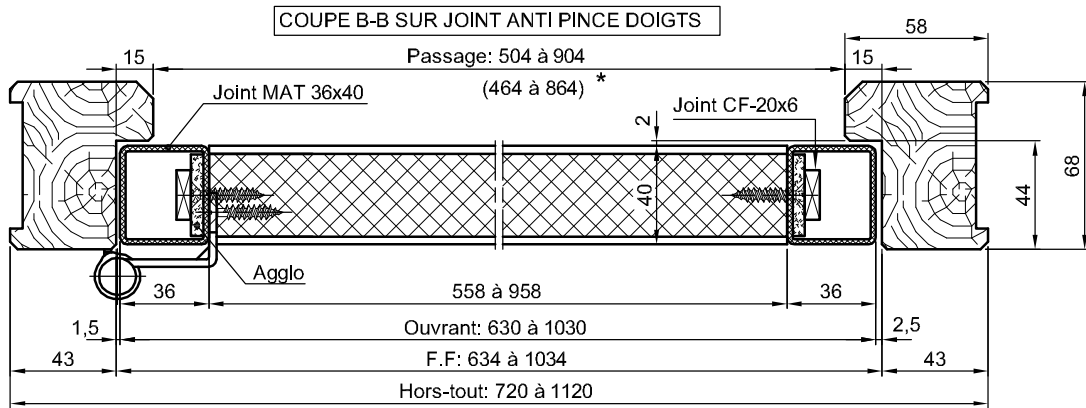 COUPE B-B SUR JOINT ANTI PINCE DOIGTS
58
15
Passage: 504 à 904
15
(464 à 864) *
Joint MAT 36x40
Joint CF-20x6
2
40
44
68
Agglo
36
558 à 958
36
1,5
Ouvrant: 630 à 1030
2,5
43
F.F: 634 à 1034
43
Hors-tout: 720 à 1120